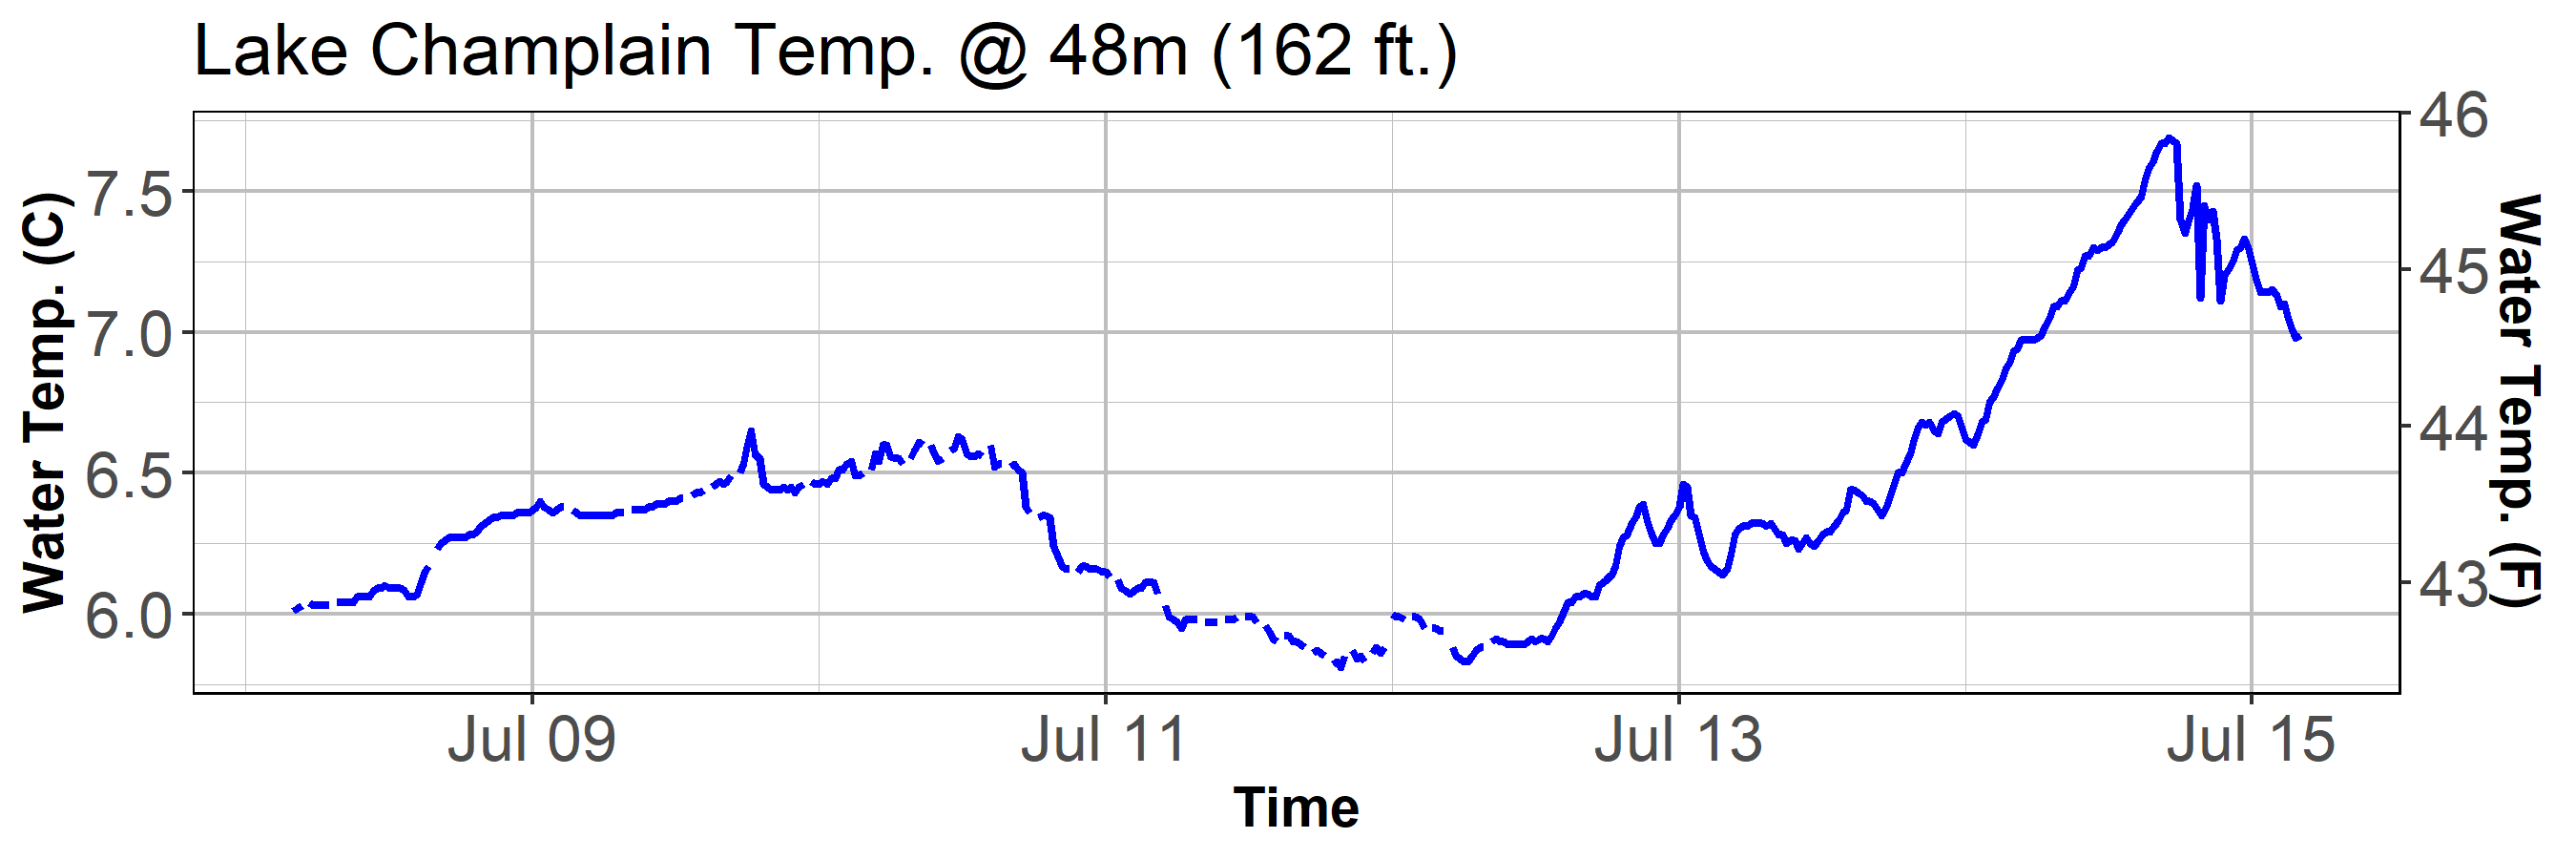 Lake Champlain Temp. @ 48m (162 ft.)
Water Temp. (C)
7.5
7.0
6.5
6.0
46
45
44
43
Water Temp. (F)
Jul 09 Jul 11 Jul 13 Jul 15
Time